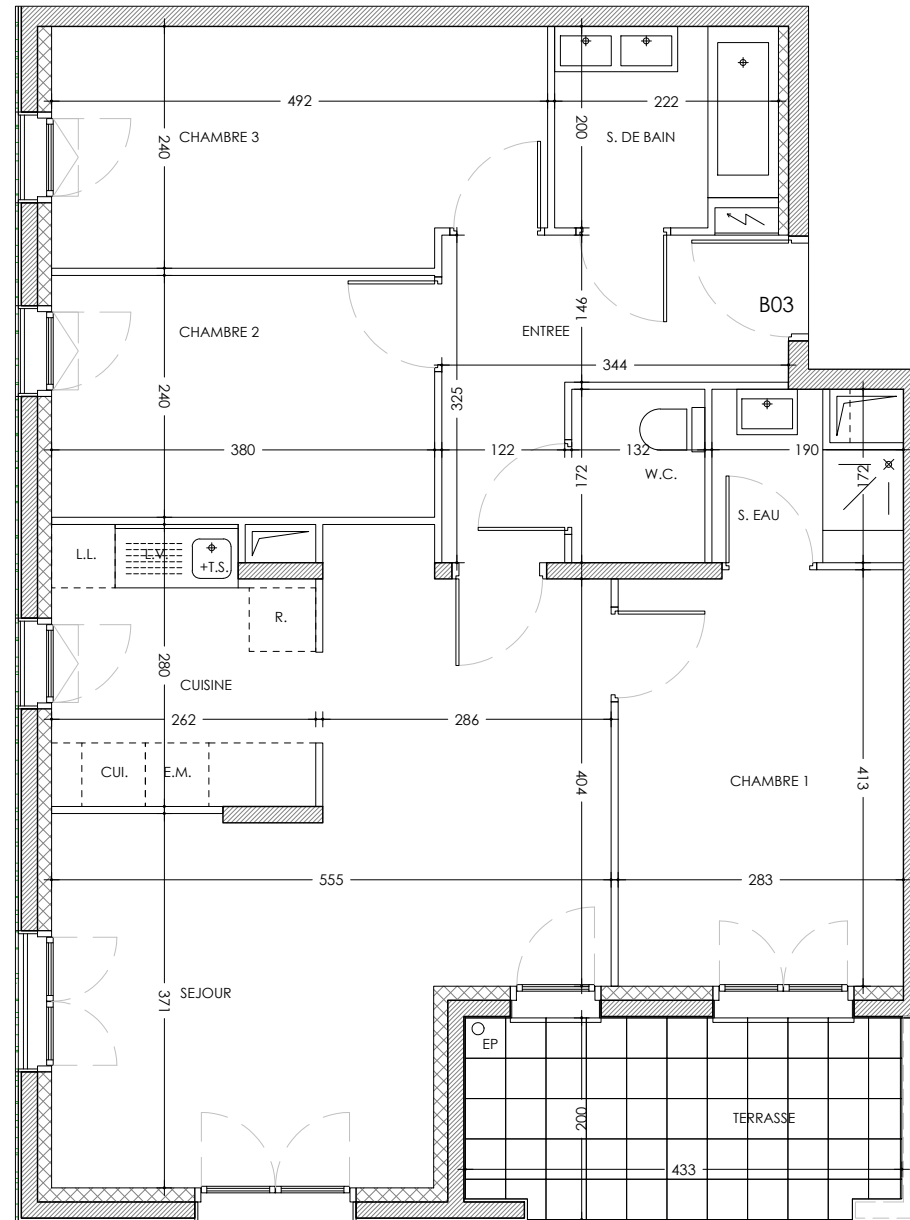 492
222
CHAMBRE 3
240
200
S. DE BAIN
B03
CHAMBRE 2
ENTREE
146
344
240
325
380
122
172
132
W.C.
190
172
S. EAU
L.L.
L.V.
+T.S.
R.
280
CUISINE
262
286
CUI.
E.M.
404
CHAMBRE 1
413
555
283
371
SEJOUR
EP
200
TERRASSE
433